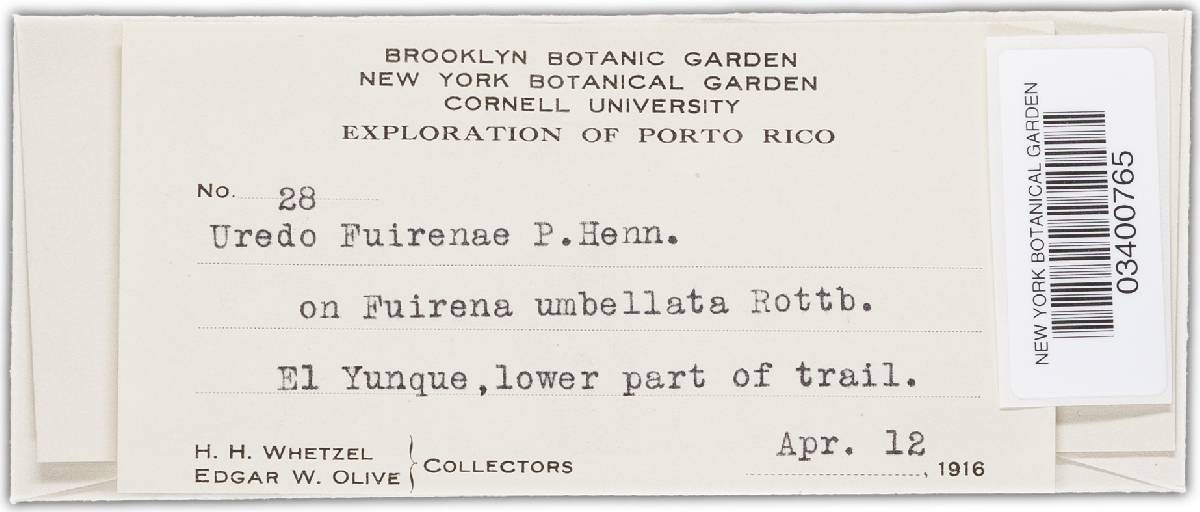 BROOKLYN BOTANIC GARDEN
NEW YORK BOTANICAL GARDEN
CORNELL UNIVERSITY
EXPLORATION OF PORTO RICO
No. 28
Uredo Fuirenae P.Henn.
on Fuirena umbellata Rottb.
El Yunque,lower part of trail.
H. H. WHETZEL
EDGAR W. OLIVE
COLLECTORS
Apr. 12, 1916
NEW YORK BOTANICAL GARDEN
03400765